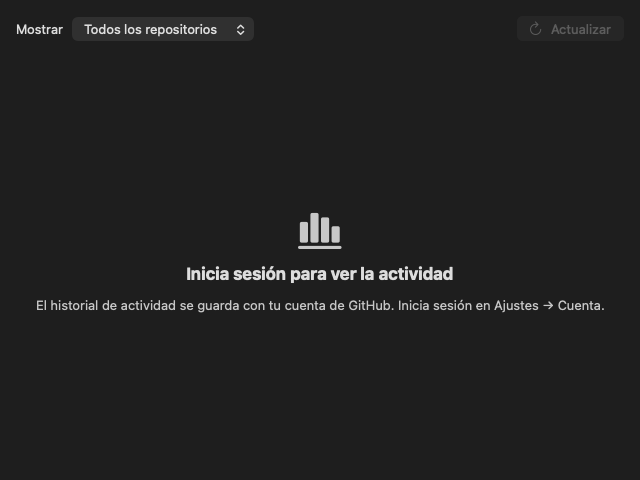 Mostrar Todos los repositorios Actualizar
Inicia sesión para ver la actividad
El historial de actividad se guarda con tu cuenta de GitHub. Inicia sesión en Ajustes → Cuenta.